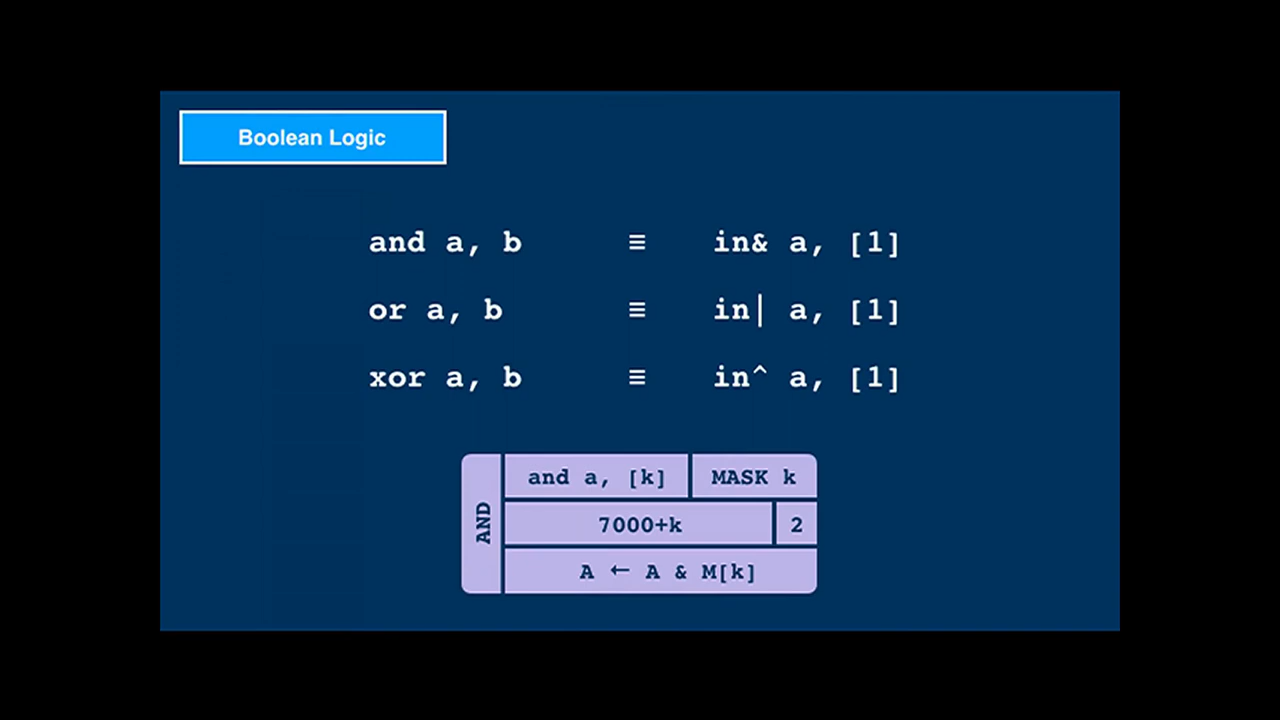 Boolean Logic
and a, b ≡ in& a, [1]
or a, b ≡ in| a, [1]
xor a, b ≡ in^ a, [1]
AND
and a, [k] MASK k
7000+k 2
A ← A & M[k]